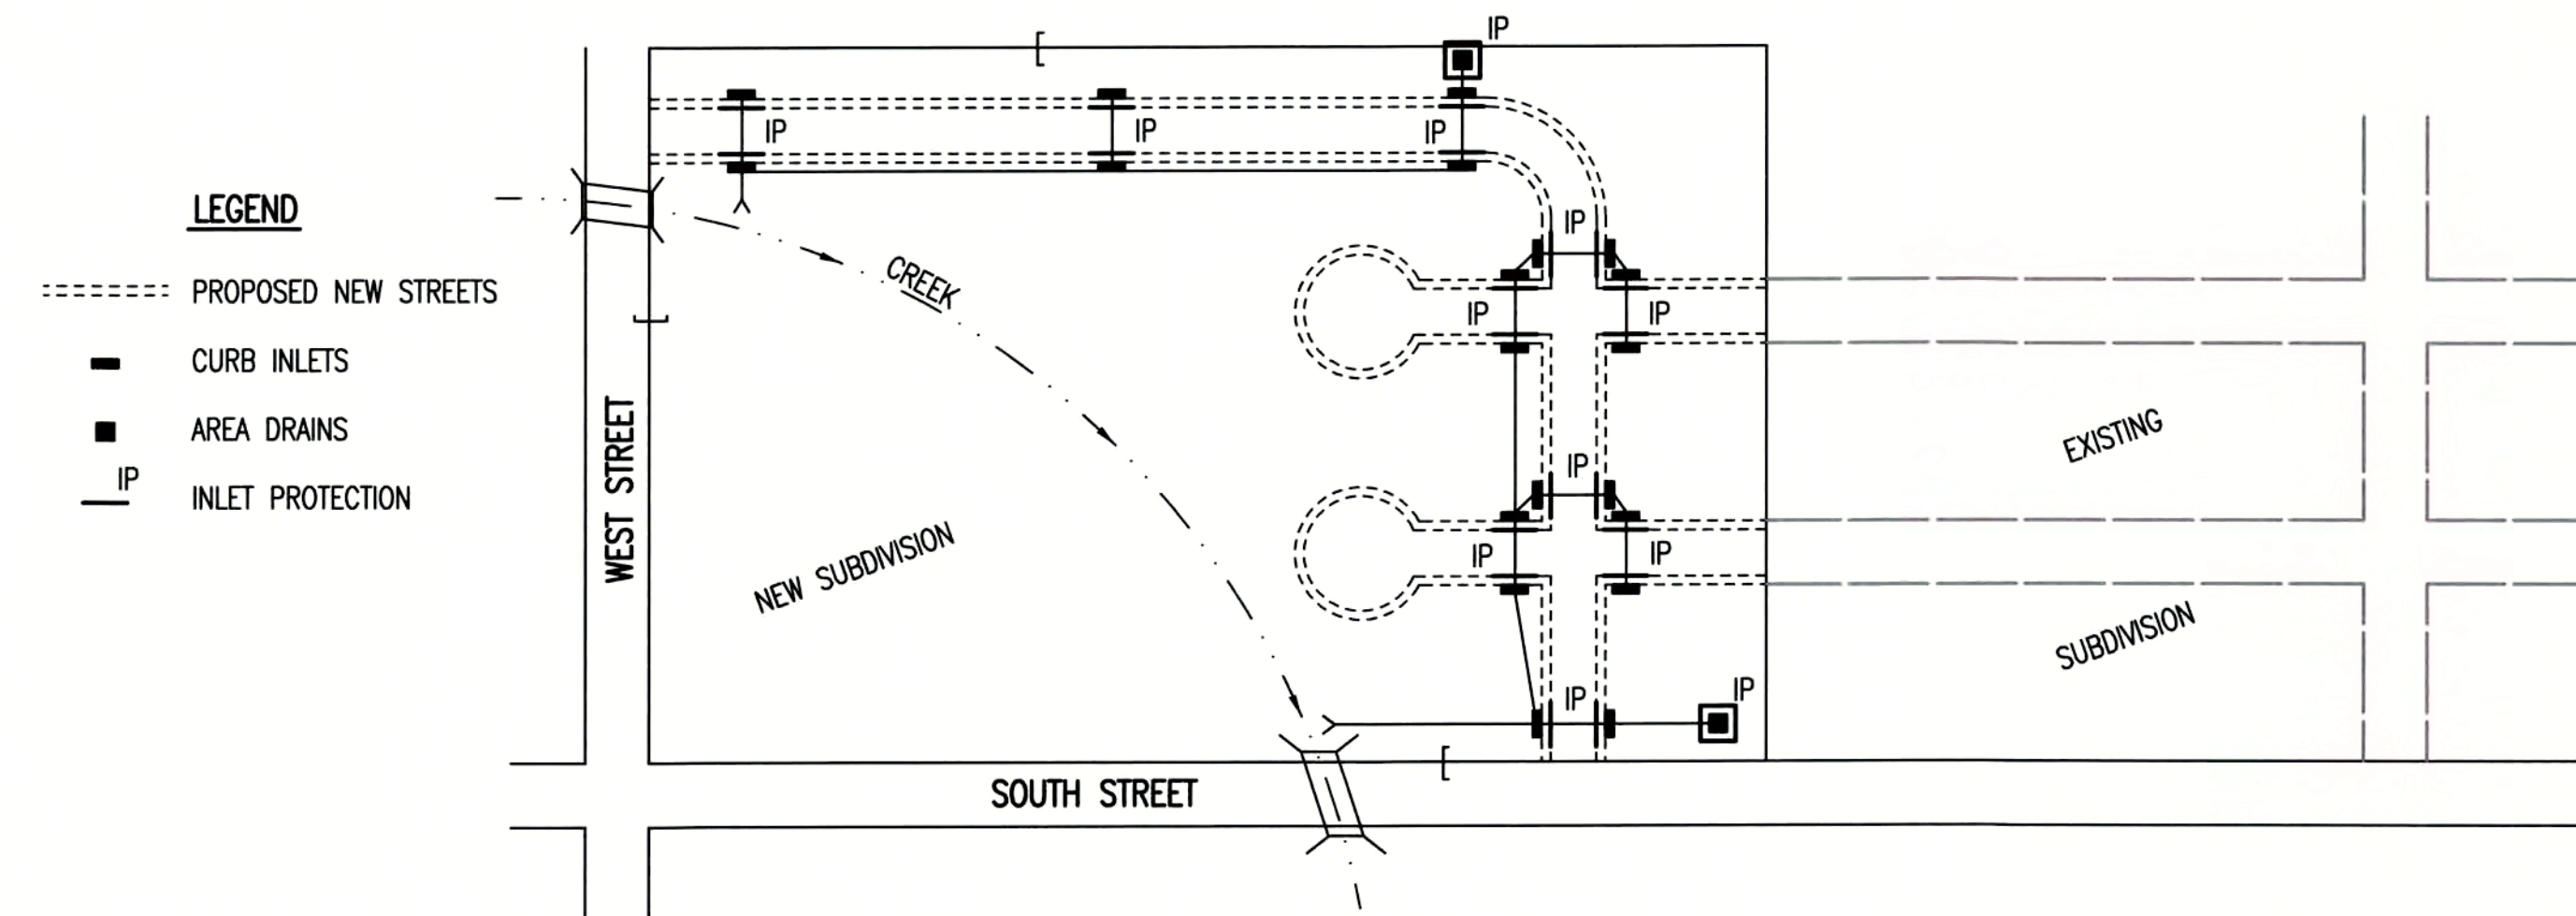 LEGEND
PROPOSED NEW STREETS
CURB INLETS
AREA DRAINS
IP
INLET PROTECTION
WEST STREET
IP
IP
IP
IP
CREEK
IP
IP
IP
NEW SUBDIVISION
IP
IP
IP
IP
IP
SOUTH STREET
EXISTING
SUBDIVISION